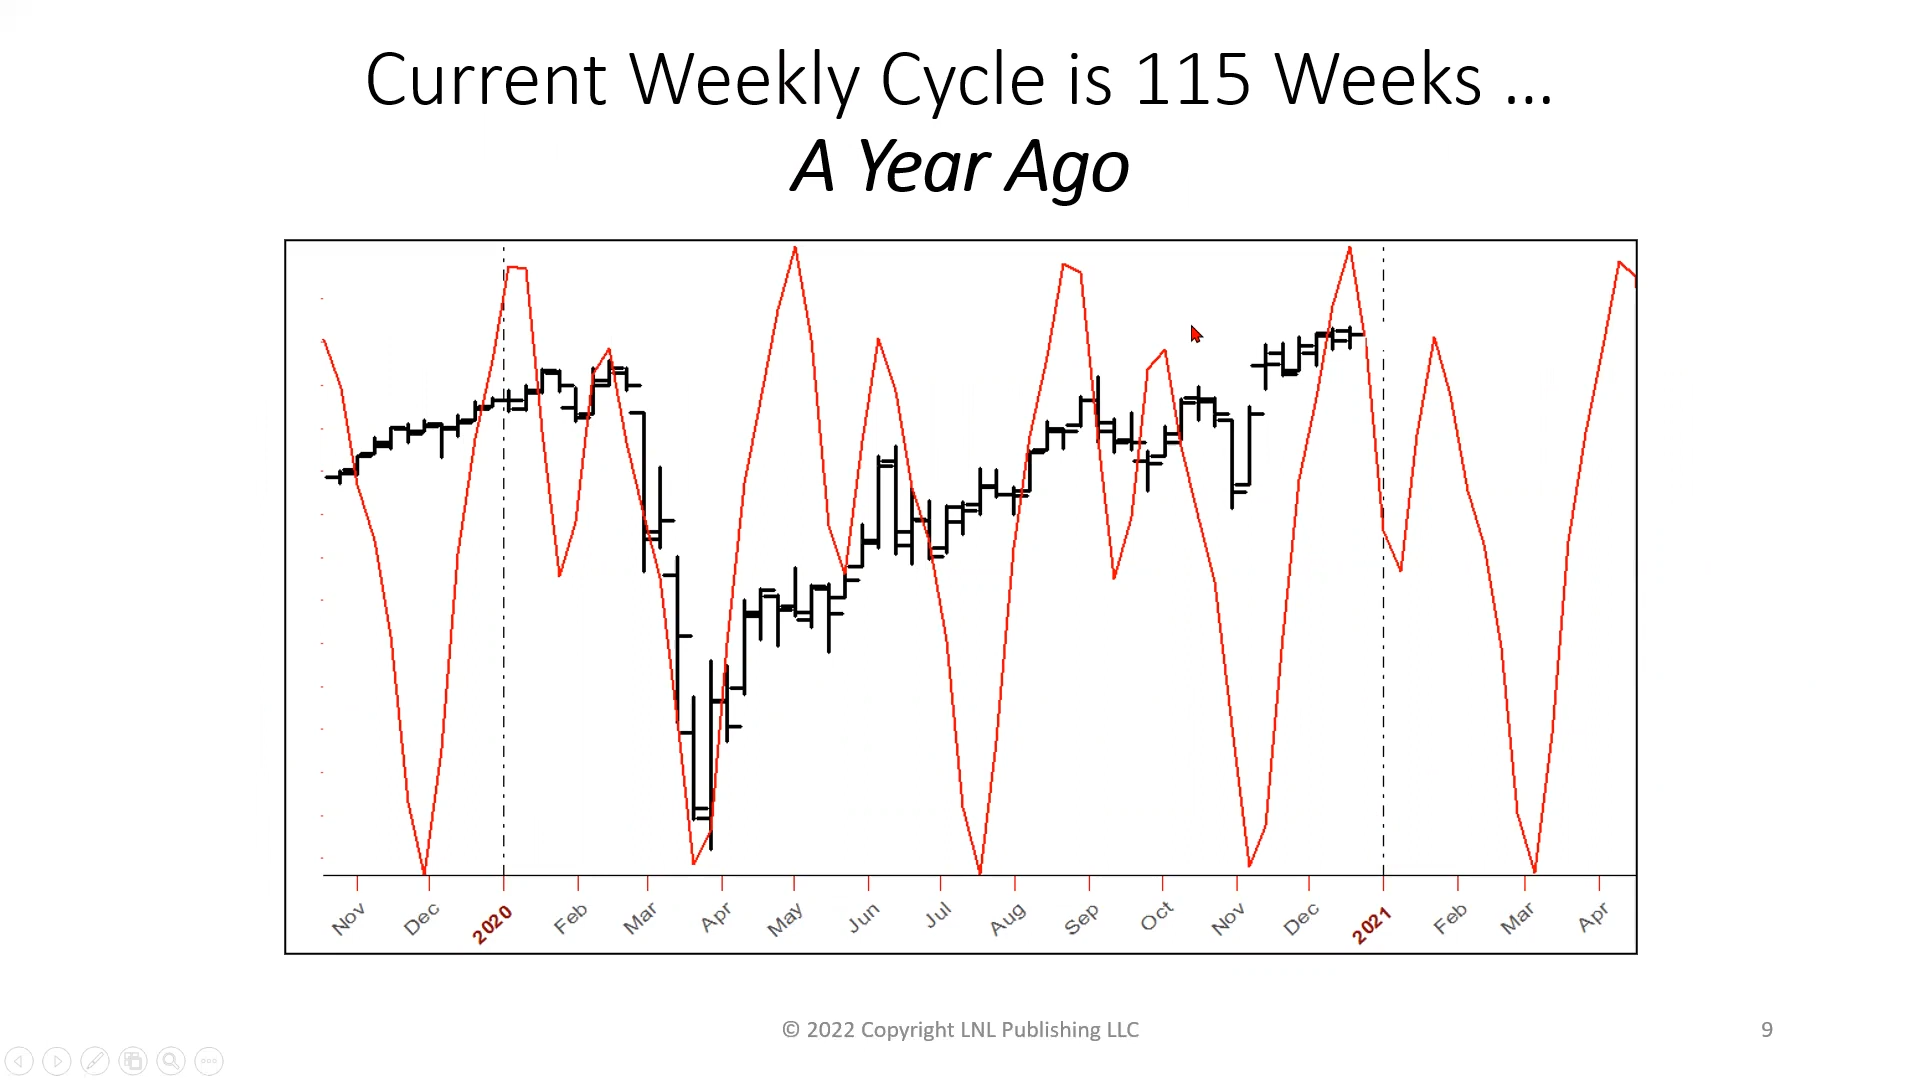 Current Weekly Cycle is 115 Weeks ...
A Year Ago
Nov Dec 2020 Feb Mar Apr May Jun Jul Aug Sep Oct Nov Dec 2021 Feb Mar Apr
© 2022 Copyright LNL Publishing LLC
9